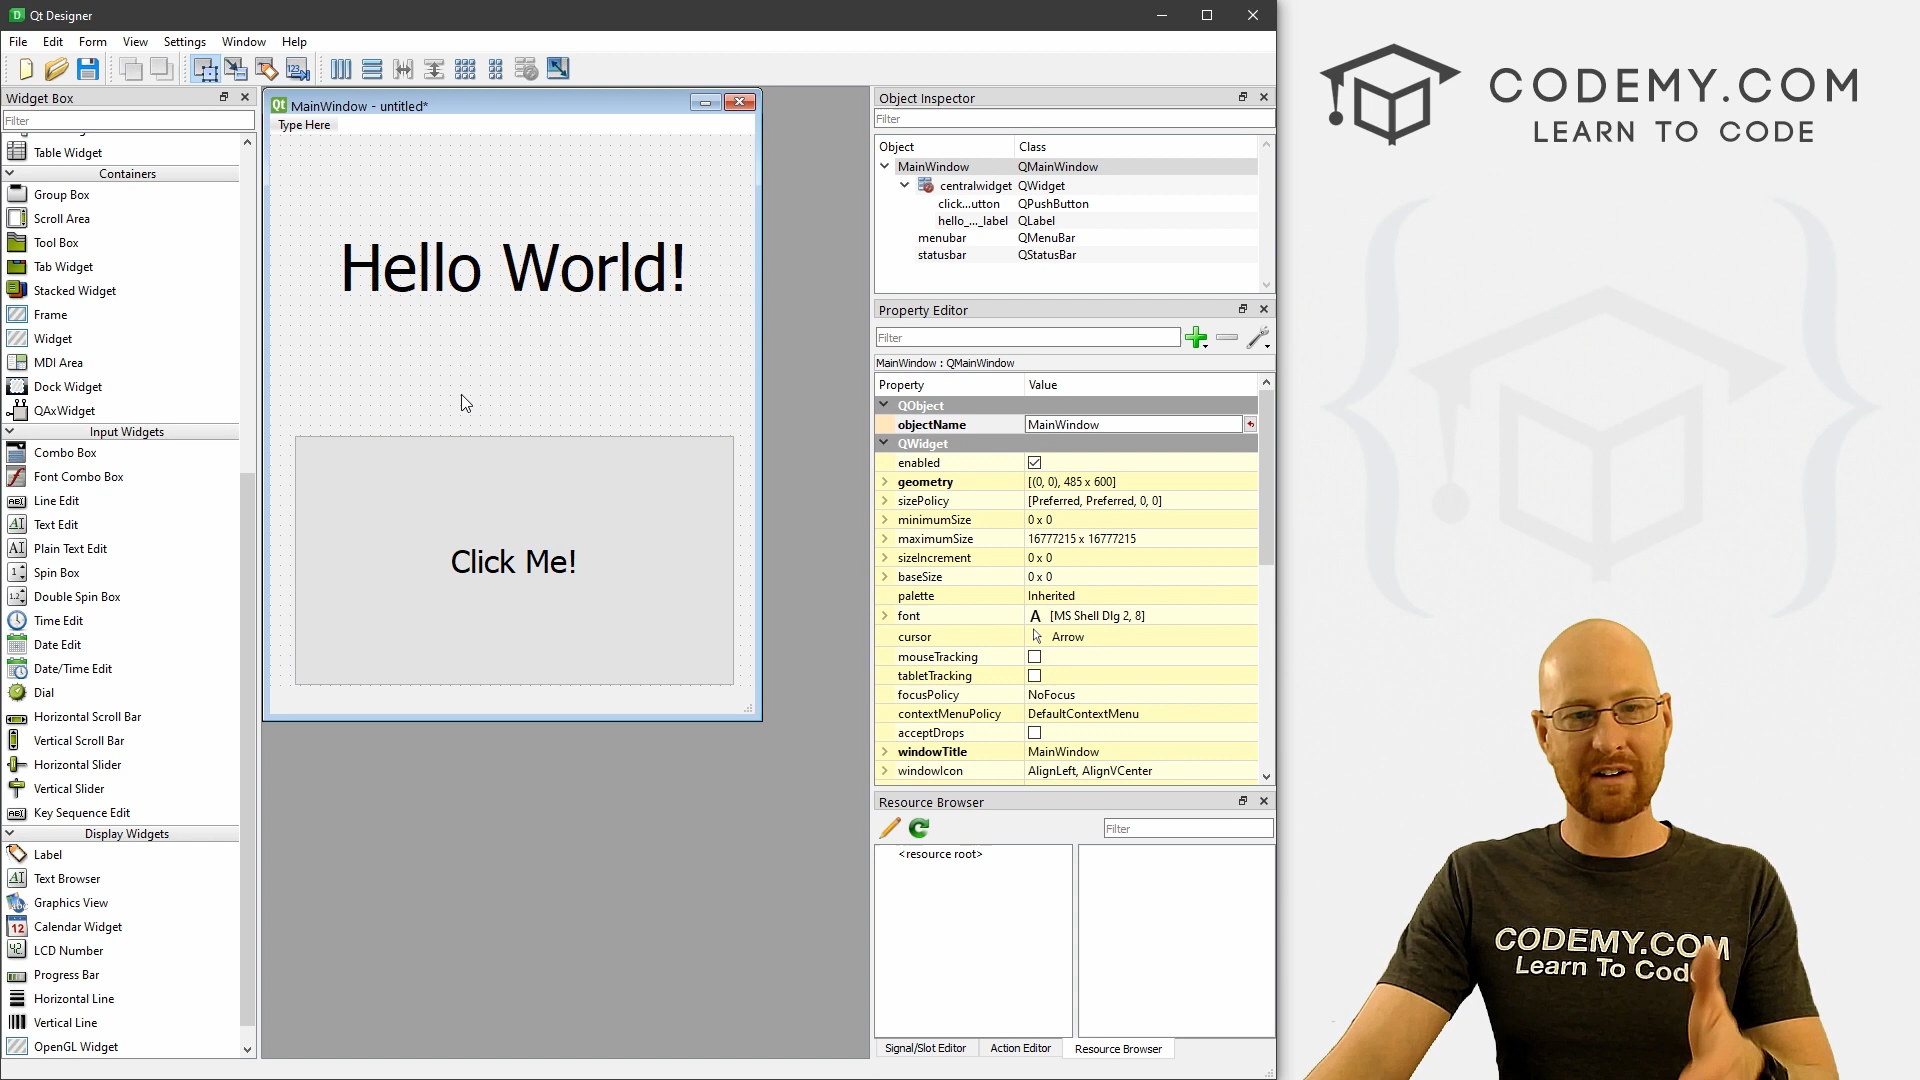 Qt Designer
File Edit Form View Settings Window Help
Widget Box
Filter
Table Widget
Containers
Group Box
Scroll Area
Tool Box
Tab Widget
Stacked Widget
Frame
Widget
MDI Area
Dock Widget
QAxWidget
Input Widgets
Combo Box
Font Combo Box
Line Edit
Text Edit
Plain Text Edit
Spin Box
Double Spin Box
Time Edit
Date Edit
Date/Time Edit
Dial
Horizontal Scroll Bar
Vertical Scroll Bar
Horizontal Slider
Vertical Slider
Key Sequence Edit
Display Widgets
Label
Text Browser
Graphics View
Calendar Widget
LCD Number
Progress Bar
Horizontal Line
Vertical Line
OpenGL Widget
MainWindow - untitled*
Type Here
Hello World!
Click Me!
Object Inspector
Filter
Object Class
MainWindow QMainWindow
centralwidget QWidget
click...utton QPushButton
hello_..._label QLabel
menubar QMenuBar
statusbar QStatusBar
Property Editor
Filter
MainWindow : QMainWindow
Property Value
QObject
objectName MainWindow
QWidget
enabled
geometry [(0, 0), 485 x 600]
sizePolicy [Preferred, Preferred, 0, 0]
minimumSize 0 x 0
maximumSize 16777215 x 16777215
sizeIncrement 0 x 0
baseSize 0 x 0
palette Inherited
font A [MS Shell Dlg 2, 8]
cursor Arrow
mouseTracking
tabletTracking
focusPolicy NoFocus
contextMenuPolicy DefaultContextMenu
acceptDrops
windowTitle MainWindow
windowIcon AlignLeft, AlignVCenter
Resource Browser
Filter
<resource root>
Signal/Slot Editor Action Editor Resource Browser
CODEMY.COM
LEARN TO CODE
CODEMY.COM
Learn To Code